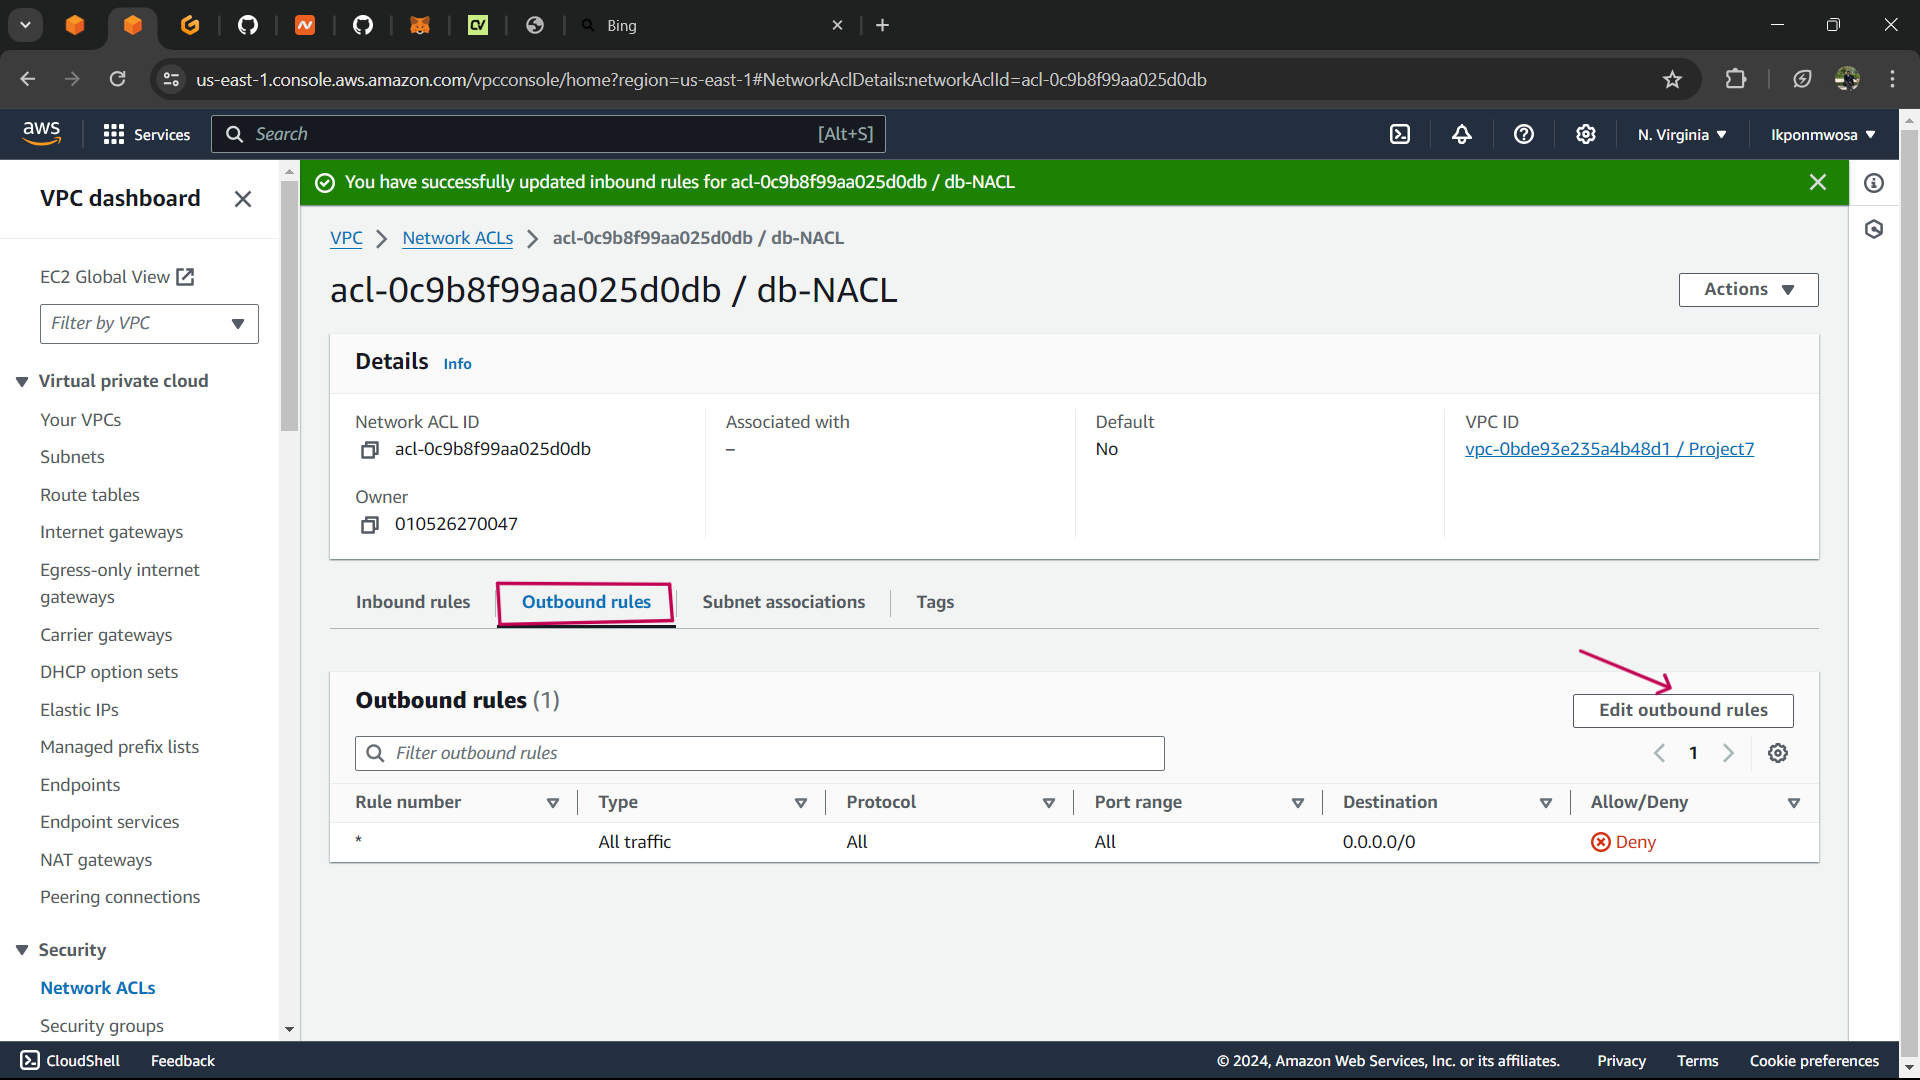 Bing
us-east-1.console.aws.amazon.com/vpcconsole/home?region=us-east-1#NetworkAclDetails:networkAclId=acl-0c9b8f99aa025d0db
aws
Services
Search
[Alt+S]
N. Virginia
Ikponmwosa
VPC dashboard
EC2 Global View
Filter by VPC
Virtual private cloud
Your VPCs
Subnets
Route tables
Internet gateways
Egress-only internet
gateways
Carrier gateways
DHCP option sets
Elastic IPs
Managed prefix lists
Endpoints
Endpoint services
NAT gateways
Peering connections
Security
Network ACLs
Security groups
You have successfully updated inbound rules for acl-0c9b8f99aa025d0db / db-NACL
VPC
Network ACLs
acl-0c9b8f99aa025d0db / db-NACL
acl-0c9b8f99aa025d0db / db-NACL
Actions
Details
Info
Network ACL ID
acl-0c9b8f99aa025d0db
Associated with
–
Default
No
VPC ID
vpc-0bde93e235a4b48d1 / Project7
Owner
010526270047
Inbound rules
Outbound rules
Subnet associations
Tags
Outbound rules (1)
Edit outbound rules
Filter outbound rules
1
Rule number Type Protocol Port range Destination Allow/Deny
* All traffic All All 0.0.0.0/0 Deny
CloudShell
Feedback
© 2024, Amazon Web Services, Inc. or its affiliates.
Privacy
Terms
Cookie preferences